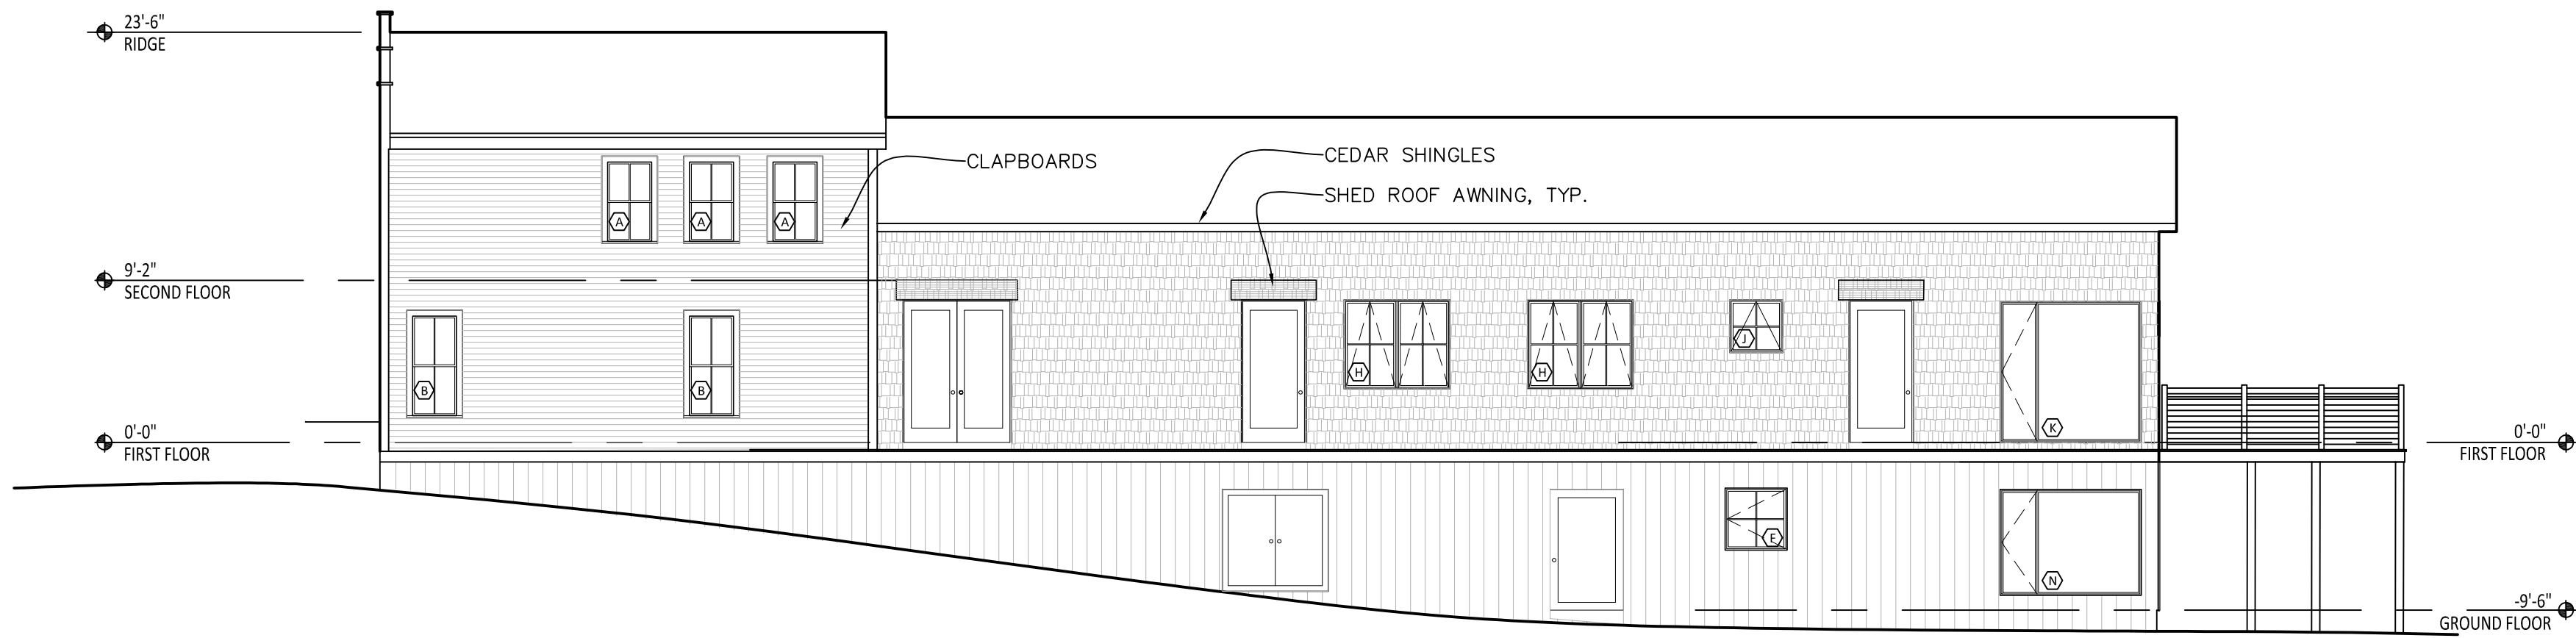 23'-6"
RIDGE
CLAPBOARDS
CEDAR SHINGLES
SHED ROOF AWNING, TYP.
A
A
A
9'-2"
SECOND FLOOR
J
H
H
B
B
K
0'-0"
FIRST FLOOR
0'-0"
FIRST FLOOR
E
N
-9'-6"
GROUND FLOOR